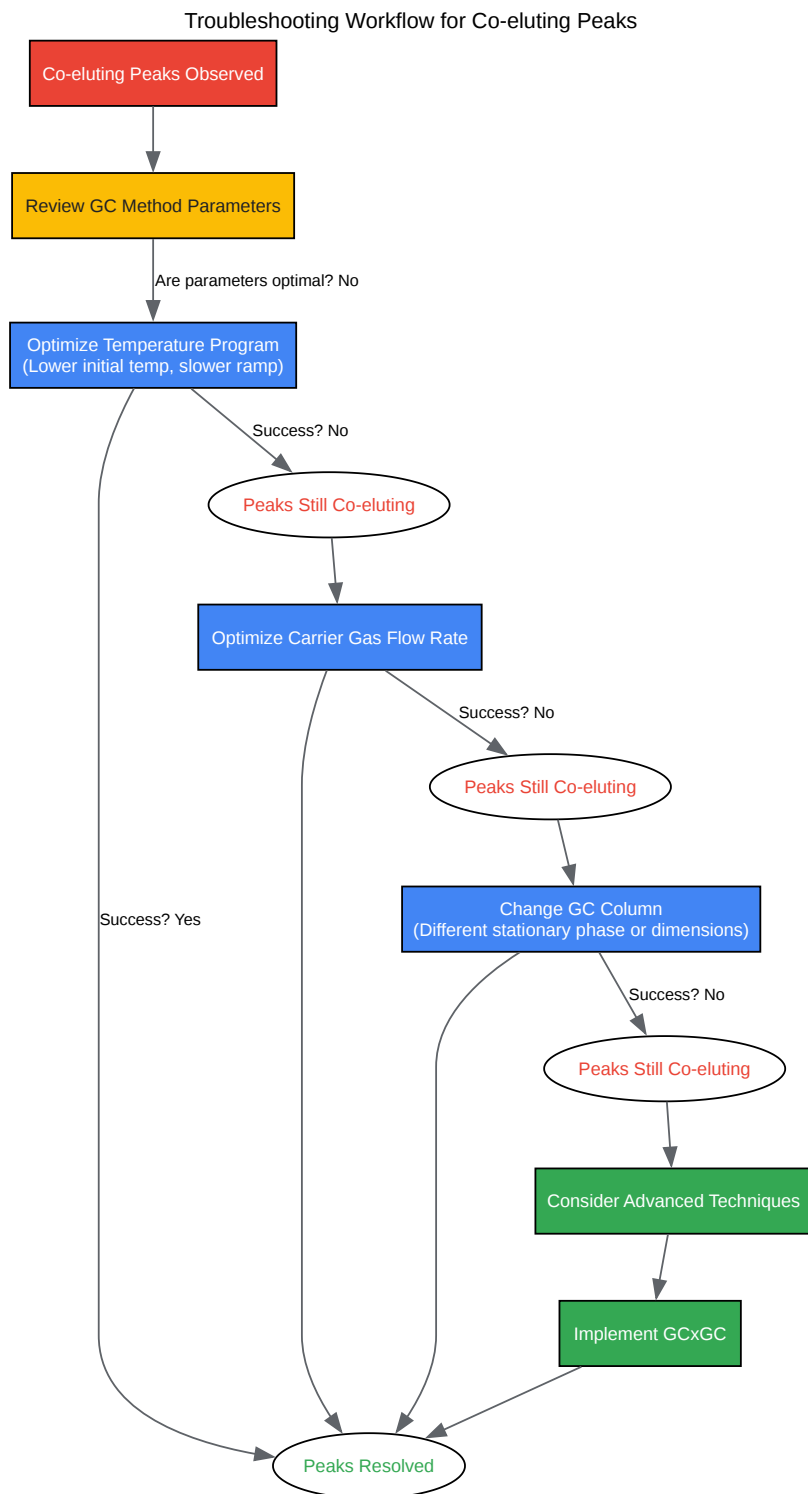 Troubleshooting Workflow for Co-eluting Peaks
Co-eluting Peaks Observed
Review GC Method Parameters
Are parameters optimal? No
Optimize Temperature Program
(Lower initial temp, slower ramp)
Success? No
Peaks Still Co-eluting
Optimize Carrier Gas Flow Rate
Success? No
Peaks Still Co-eluting
Change GC Column
(Different stationary phase or dimensions)
Success? Yes
Success? No
Peaks Still Co-eluting
Consider Advanced Techniques
Implement GCxGC
Peaks Resolved